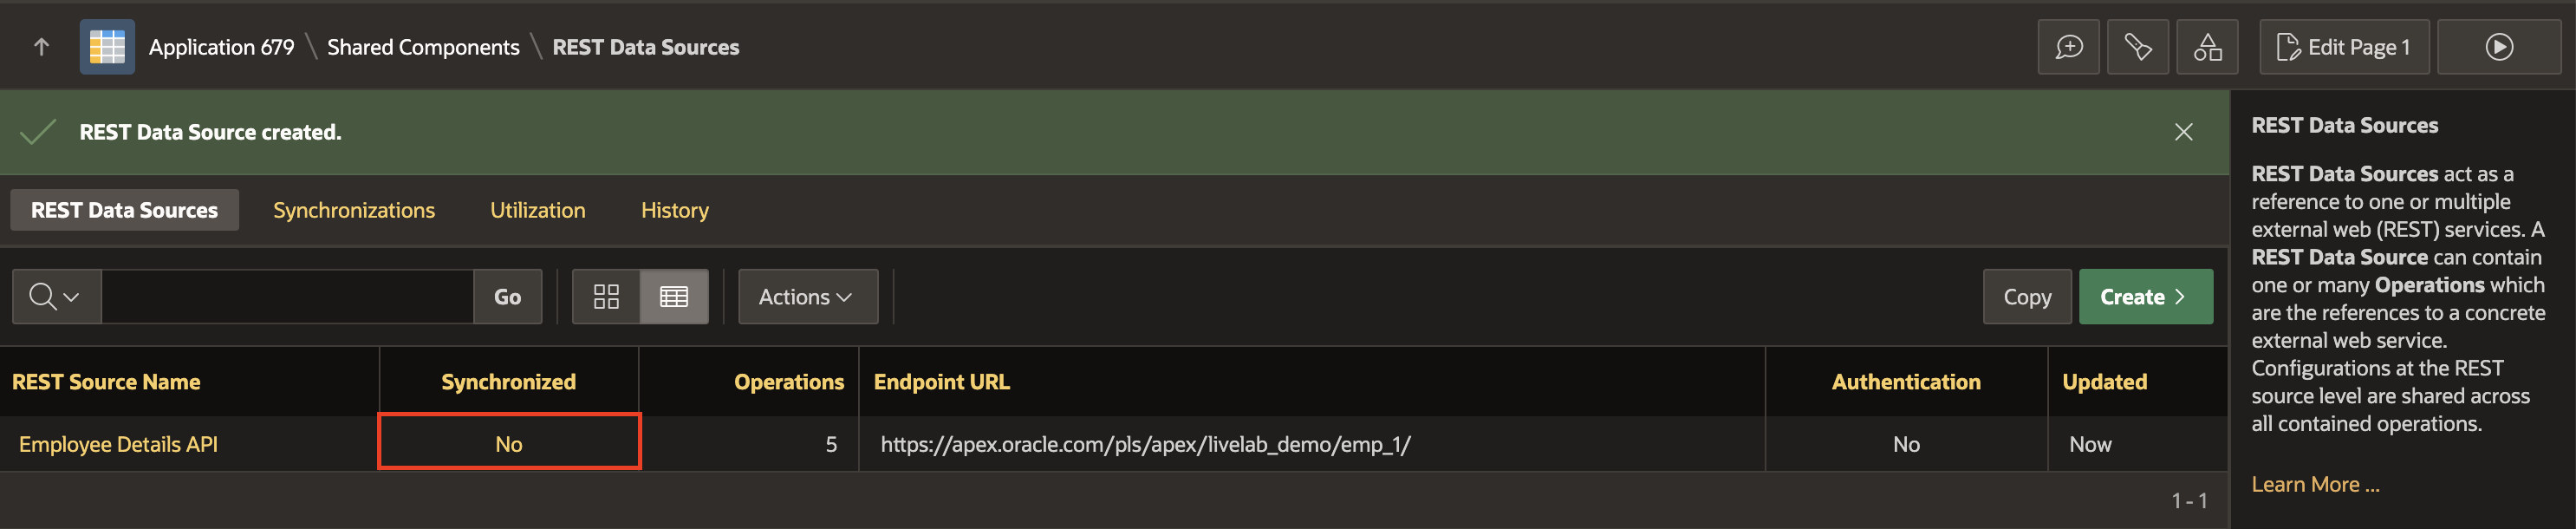 Application 679 \ Shared Components \ REST Data Sources
Edit Page 1
REST Data Source created.
REST Data Sources
Synchronizations
Utilization
History
Go
Actions
Copy
Create
REST Source Name
Synchronized
Operations
Endpoint URL
Authentication
Updated
Employee Details API
No
5
https://apex.oracle.com/pls/apex/livelab_demo/emp_1/
No
Now
1 - 1
REST Data Sources
REST Data Sources act as a
reference to one or multiple
external web (REST) services. A
REST Data Source can contain
one or many Operations which
are the references to a concrete
external web service.
Configurations at the REST
source level are shared across
all contained operations.
Learn More ...